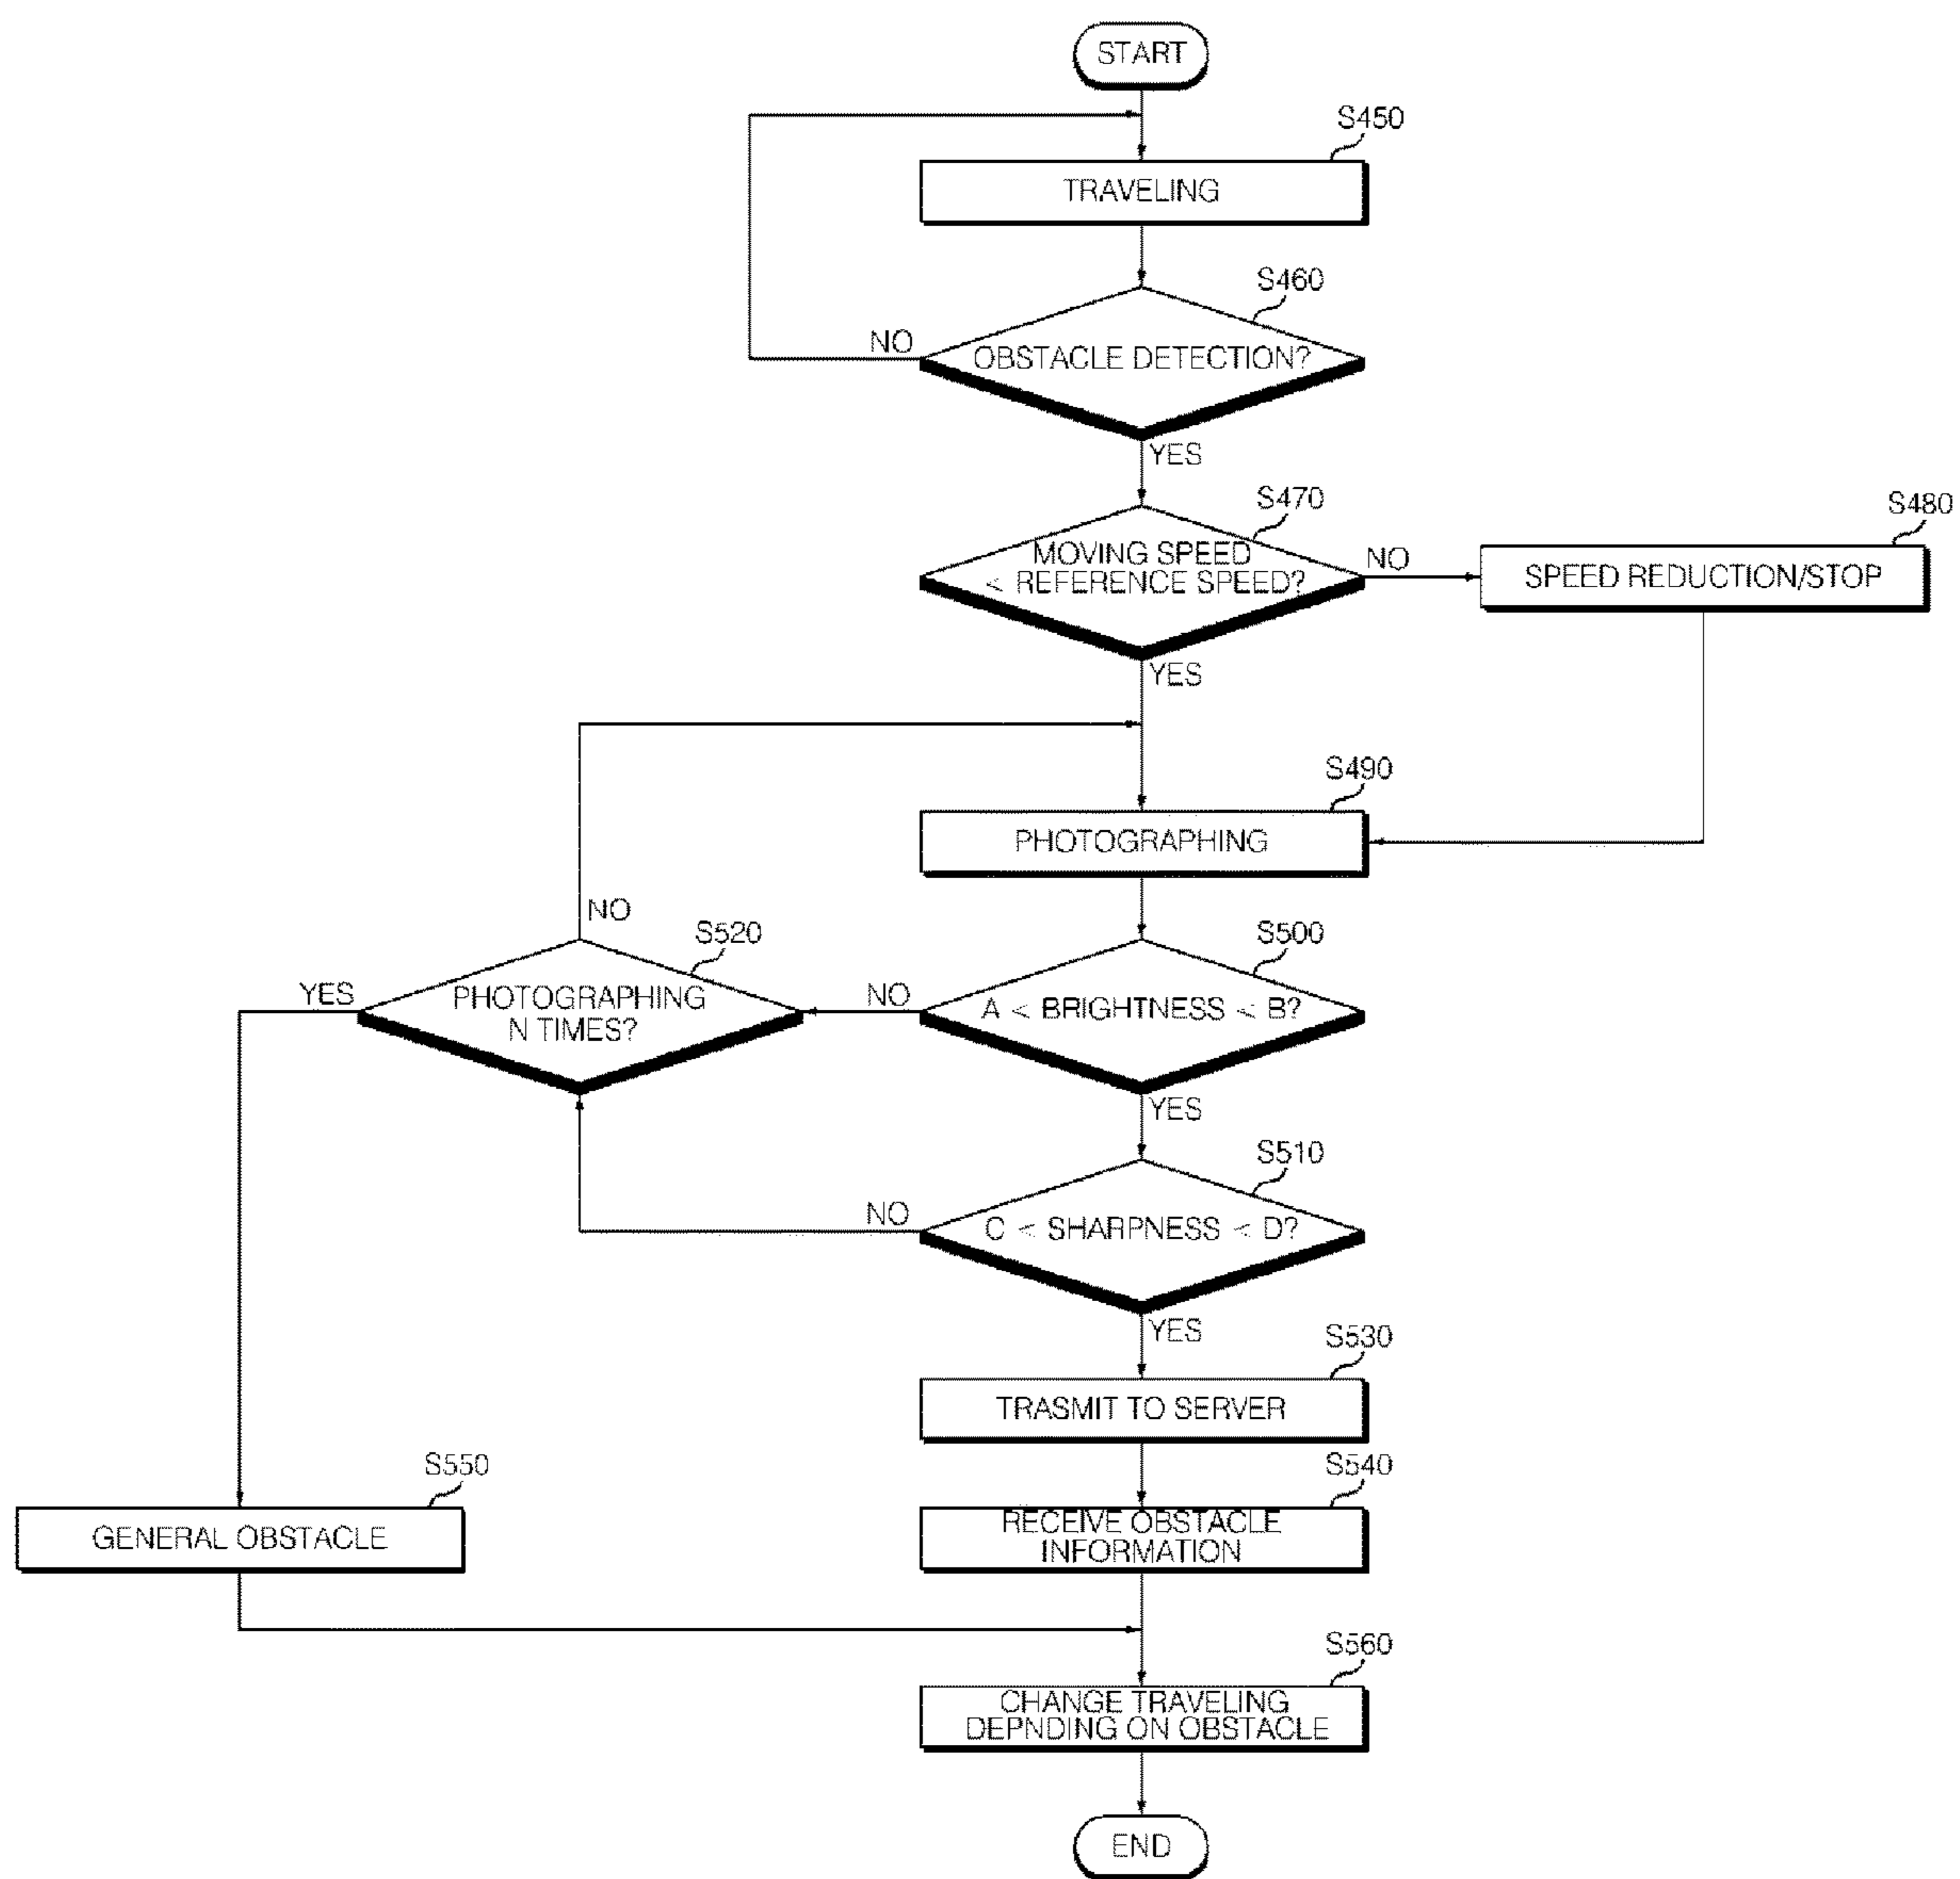 START
S450
TRAVELING
S460
NO
OBSTACLE DETECTION?
YES
S470
S480
MOVING SPEED
< REFERENCE SPEED?
NO
SPEED REDUCTION/STOP
YES
S490
PHOTOGRAPHING
NO
S520
S500
YES
PHOTOGRAPHING
N TIMES?
NO
A < BRIGHTNESS < B?
YES
S510
NO
C < SHARPNESS < D?
YES
S530
TRASMIT TO SERVER
S550
S540
GENERAL OBSTACLE
RECEIVE OBSTACLE
INFORMATION
S560
CHANGE TRAVELING
DEPNDING ON OBSTACLE
END